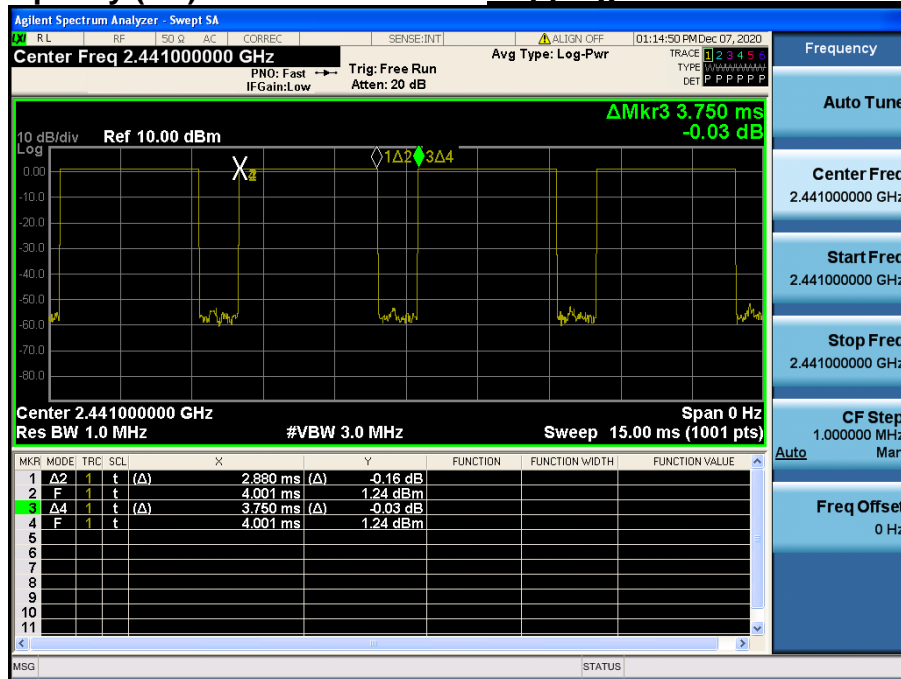 Agilent Spectrum Analyzer - Swept SA
LXI RL RF 50 Ω AC CORREC SENSE:INT ALIGN OFF 01:14:50 PM Dec 07, 2020
Center Freq 2.441000000 GHz
PNO: Fast
IFGain:Low
Trig: Free Run
Atten: 20 dB
Avg Type: Log-Pwr
TRACE 1 2 3 4 5 6
TYPE
DET P P P P P P
ΔMkr3 3.750 ms
-0.03 dB
10 dB/div Ref 10.00 dBm
Log
0.00
-10.0
-20.0
-30.0
-40.0
-50.0
-60.0
-70.0
-80.0
1Δ2 3Δ4
Center 2.441000000 GHz Span 0 Hz
Res BW 1.0 MHz #VBW 3.0 MHz Sweep 15.00 ms (1001 pts)
MKR MODE TRC SCL X Y FUNCTION FUNCTION WIDTH FUNCTION VALUE
1 Δ2 1 t (Δ) 2.880 ms (Δ) -0.16 dB
2 F 1 t 4.001 ms 1.24 dBm
3 Δ4 1 t (Δ) 3.750 ms (Δ) -0.03 dB
4 F 1 t 4.001 ms 1.24 dBm
5
6
7
8
9
10
11
MSG STATUS
Frequency
Auto Tune
Center Freq
2.441000000 GHz
Start Freq
2.441000000 GHz
Stop Freq
2.441000000 GHz
CF Step
1.000000 MHz
Auto Man
Freq Offset
0 Hz